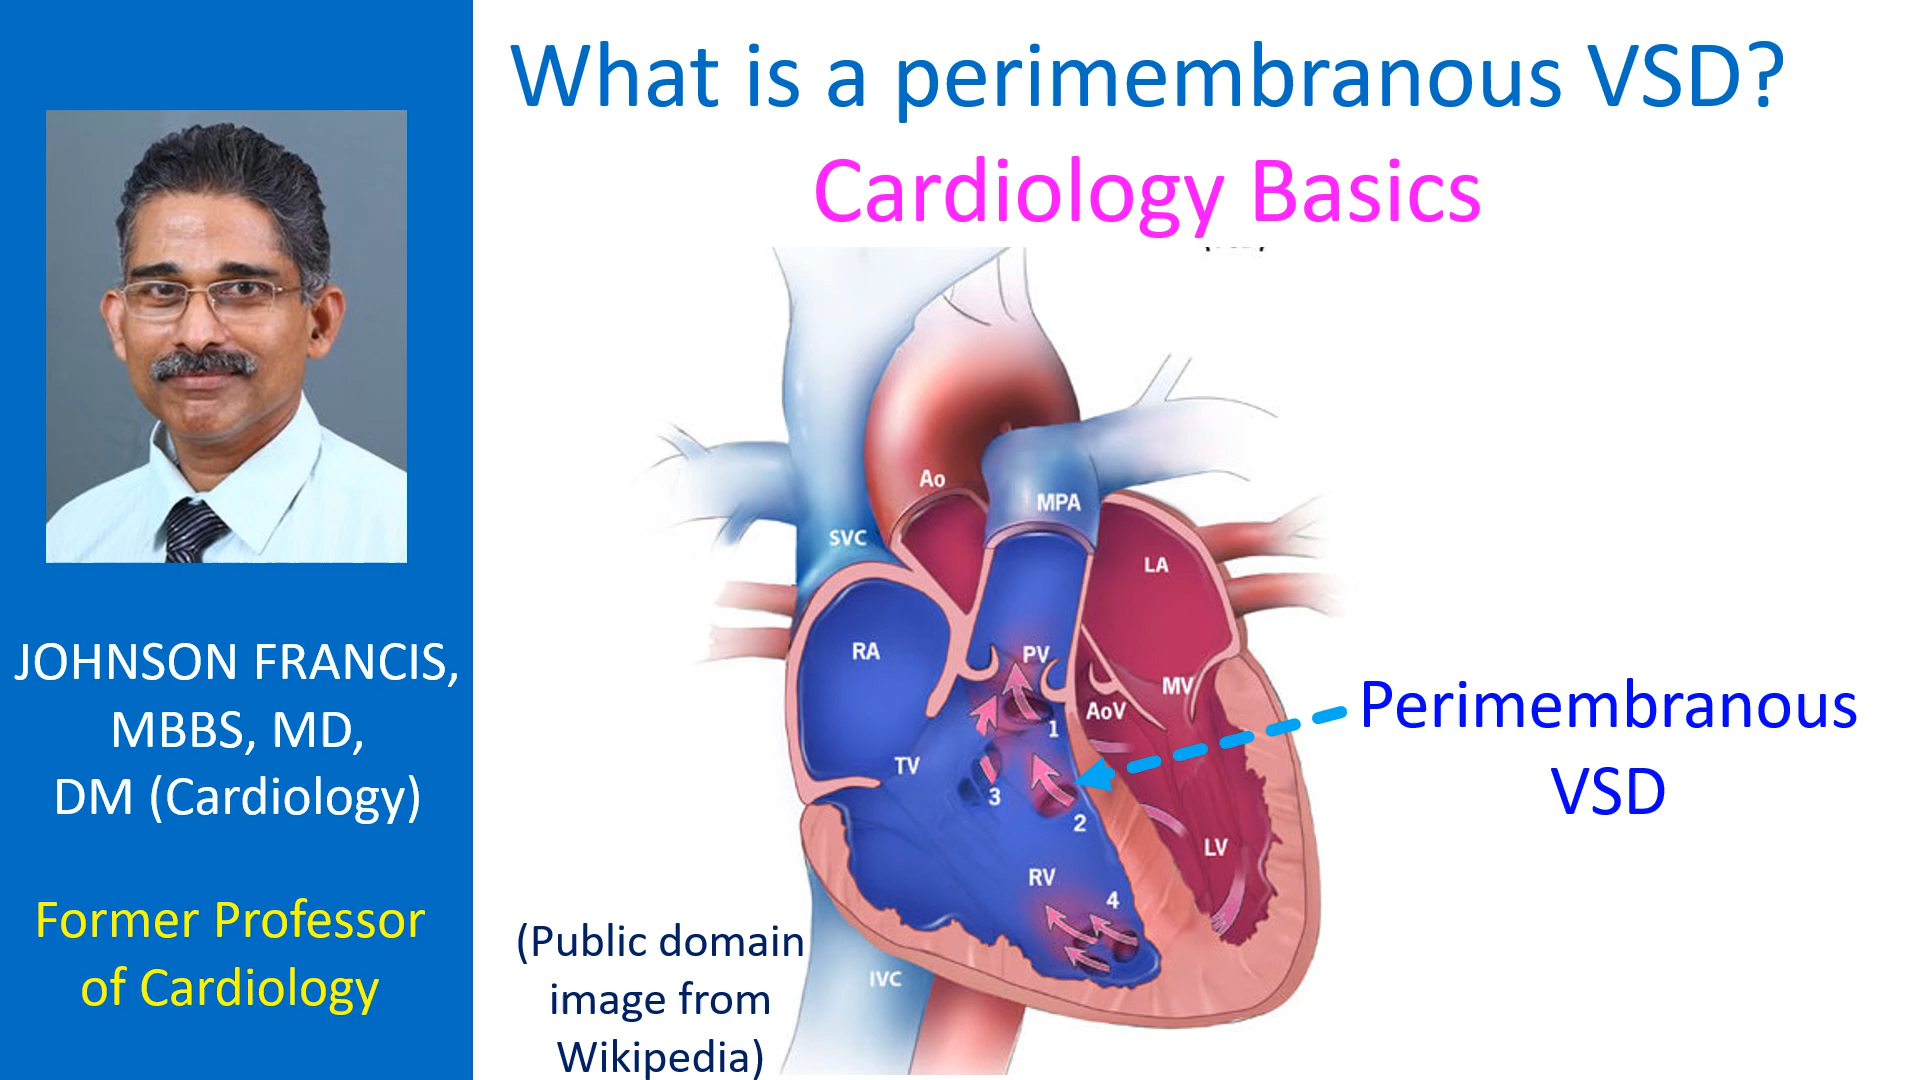 What is a perimembranous VSD?
Cardiology Basics
JOHNSON FRANCIS,
MBBS, MD,
DM (Cardiology)
Former Professor
of Cardiology
Ao
MPA
SVC
LA
RA
PV
MV
AoV
1
TV
3
2
LV
RV
4
IVC
Perimembranous
VSD
(Public domain
image from
Wikipedia)